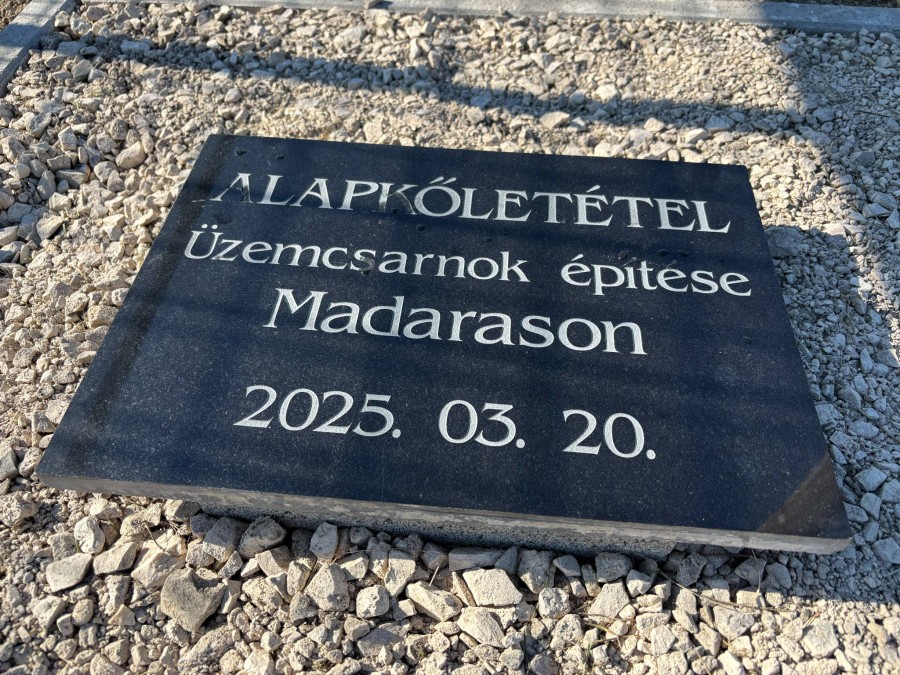 ALAPKŐLETÉTEL
Üzemcsarnok építése
Madarason
2025. 03. 20.